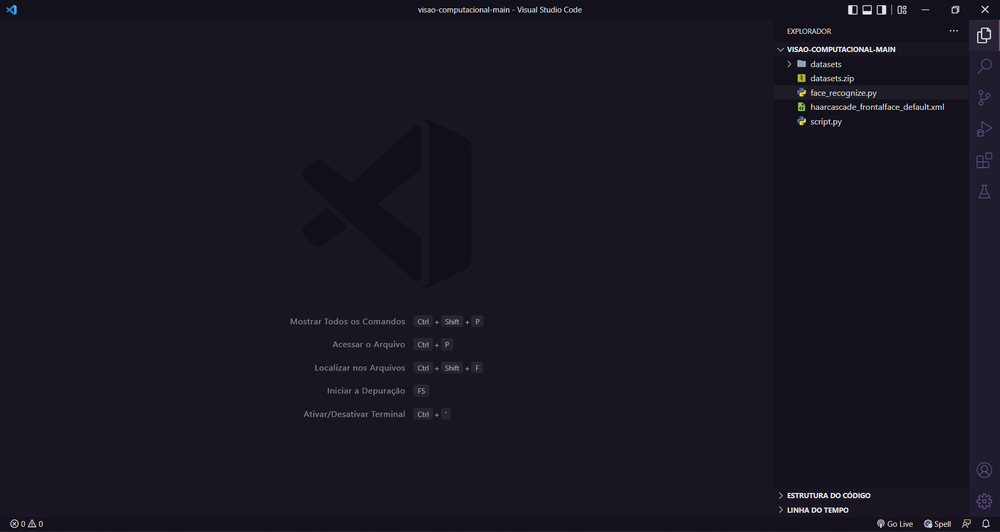 visao-computacional-main - Visual Studio Code
EXPLORADOR
VISAO-COMPUTACIONAL-MAIN
datasets
datasets.zip
face_recognize.py
haarcascade_frontalface_default.xml
script.py
Mostrar Todos os Comandos Ctrl + Shift + P
Acessar o Arquivo Ctrl + P
Localizar nos Arquivos Ctrl + Shift + F
Iniciar a Depuração F5
Ativar/Desativar Terminal Ctrl + '
ESTRUTURA DO CÓDIGO
LINHA DO TEMPO
0 0 Go Live Spell